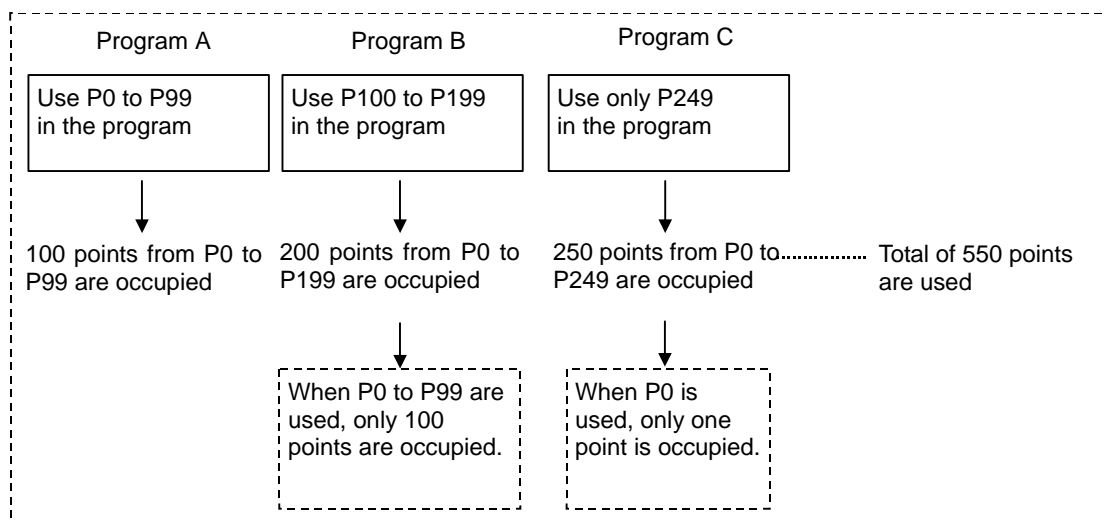 Program A
Program B
Program C
Use P0 to P99
in the program
Use P100 to P199
in the program
Use only P249
in the program
100 points from P0 to
P99 are occupied
200 points from P0 to
P199 are occupied
250 points from P0 to
P249 are occupied
Total of 550 points
are used
When P0 to P99 are
used, only 100
points are occupied.
When P0 is
used, only one
point is occupied.